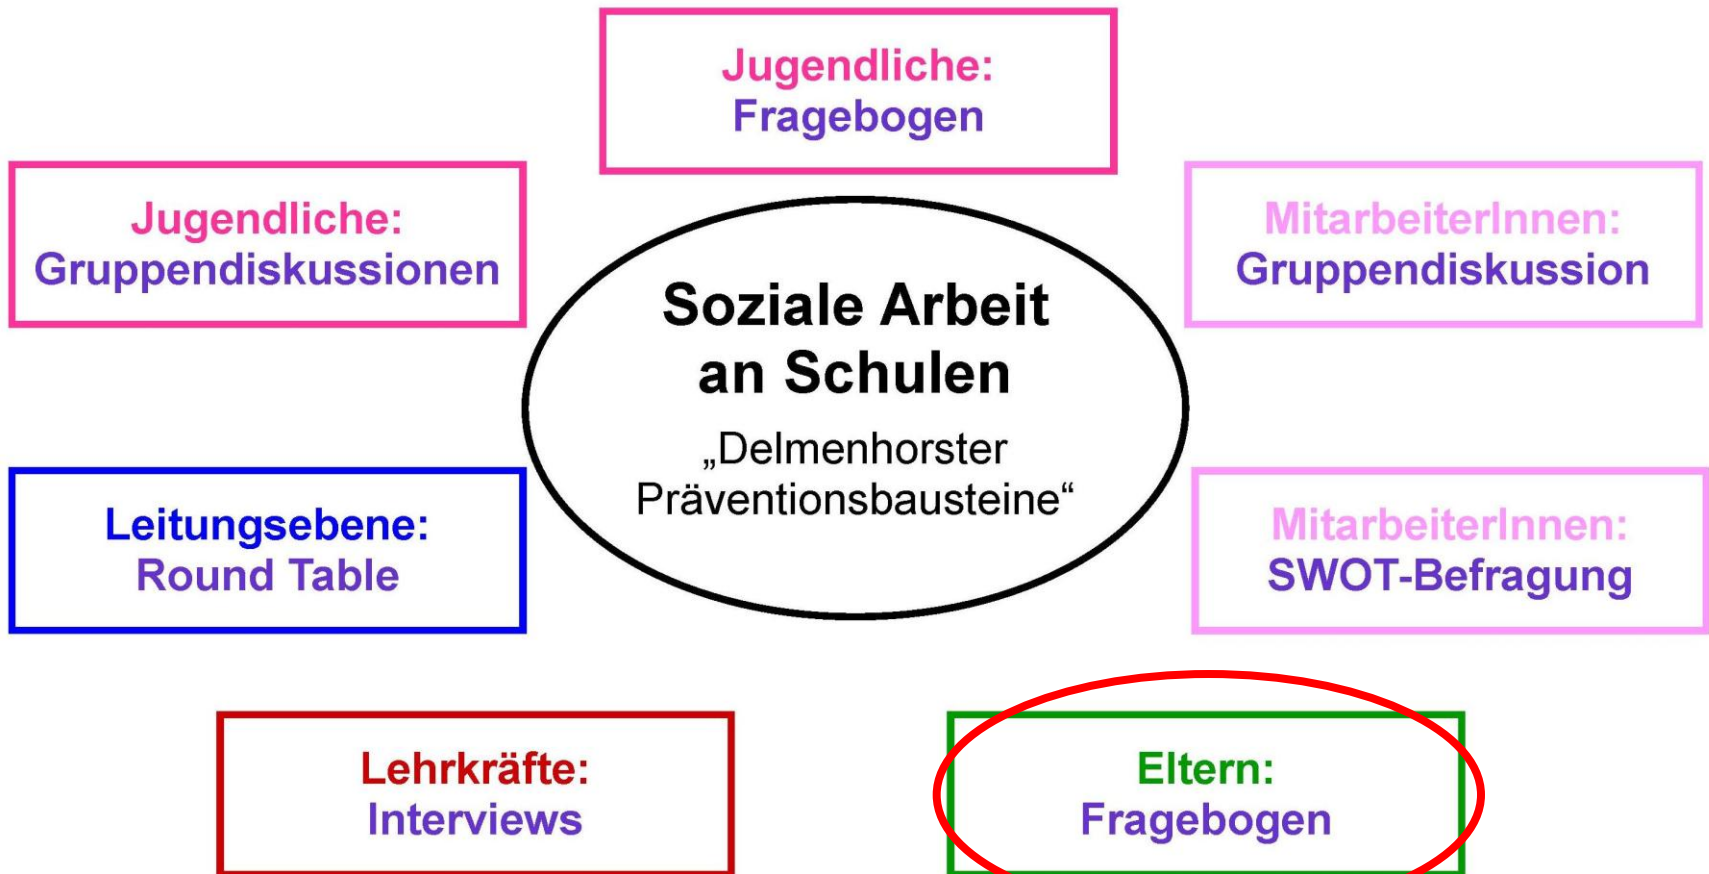 Jugendliche:
Fragebogen
Jugendliche:
Gruppendiskussionen
MitarbeiterInnen:
Gruppendiskussion
Soziale Arbeit
an Schulen
„Delmenhorster
Präventionsbausteine“
Leitungsebene:
Round Table
MitarbeiterInnen:
SWOT-Befragung
Lehrkräfte:
Interviews
Eltern:
Fragebogen